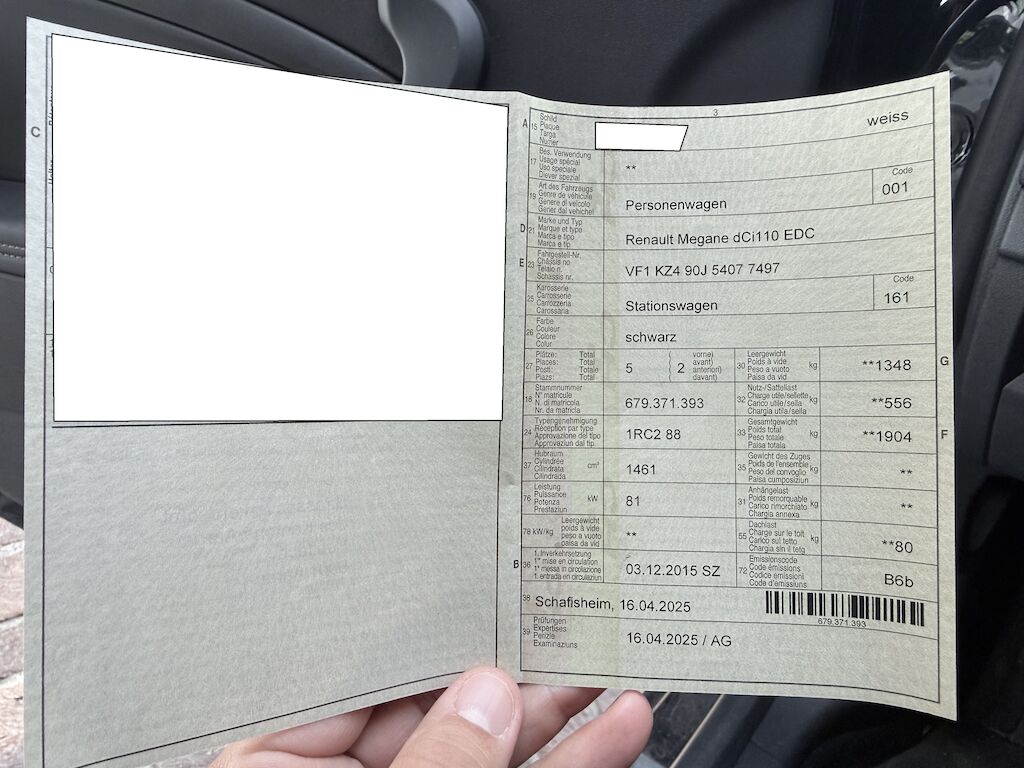 C
3
A 15 Schild Plaque Targa Numer weiss
17 Bes. Verwendung Usage spécial Uso speciale Diever spezial **
19 Art des Fahrzeugs Genre de véhicule Genere di veicolo Gener dal vehichel Personenwagen Code 001
D 21 Marke und Typ Marque et type Marca e tipo Marca e tip Renault Megane dCi110 EDC
E 23 Fahrgestell-Nr. Châssis no Telaio n. Schassis nr. VF1 KZ4 90J 5407 7497
25 Karosserie Carrosserie Carrozzeria Carossaria Stationswagen Code 161
26 Farbe Couleur Colore Colur schwarz
27 Plätze: Total Places: Total Posti: Totale Plazs: Total 5 ( 2 vorne) avant) anteriori) davant) 30 Leergewicht Poids à vide Peso a vuoto Paisa da vid kg **1348 G
18 Stammnummer N° matricule N. di matricola Nr. da matricla 679.371.393 32 Nutz-/Sattellast Charge utile/sellette Carico utile/sella Chargia utila/sella kg **556
24 Typengenehmigung Réception par type Approvazione del tipo Approvaziun dal tip 1RC2 88 33 Gesamtgewicht Poids total Peso totale Paisa totala kg **1904 F
37 Hubraum Cylindrée Cilindrata Cilindrada cm³ 1461 35 Gewicht des Zuges Poids de l'ensemble Peso del convoglio Paisa cumposiziun kg **
76 Leistung Puissance Potenza Prestaziun kW 81 31 Anhängelast Poids remorquable Carico rimorchiato Chargia annexa kg **
78 kW/kg Leergewicht poids à vide peso a vuoto paisa da vid ** 55 Dachlast Charge sur le toit Carico sul tetto Chargia sin il tetg kg **80
B 36 1. Inverkehrsetzung 1re mise en circulation 1a messa in circolazione 1. entrada en circulaziun 03.12.2015 SZ 72 Emissionscode Code émissions Codice emissioni Code d'emissiuns B6b
38 Schafisheim, 16.04.2025 679.371.393
39 Prüfungen Expertises Perizie Examinaziuns 16.04.2025 / AG